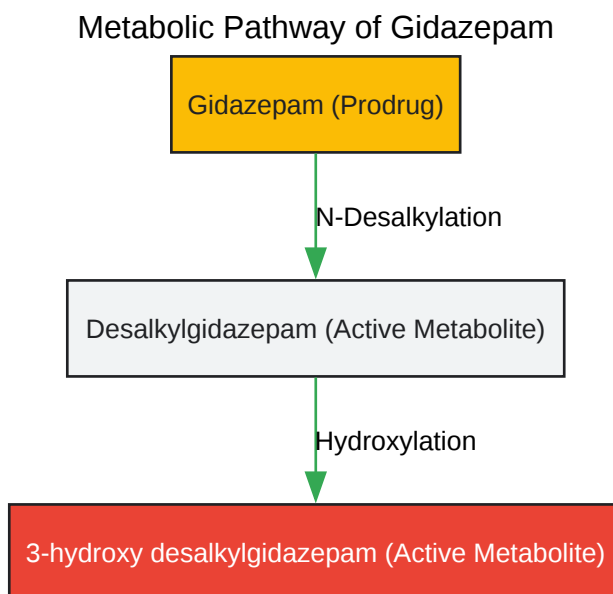 Metabolic Pathway of Gidazepam
Gidazepam (Prodrug)
N-Desalkylation
Desalkylgidazepam (Active Metabolite)
Hydroxylation
3-hydroxy desalkylgidazepam (Active Metabolite)